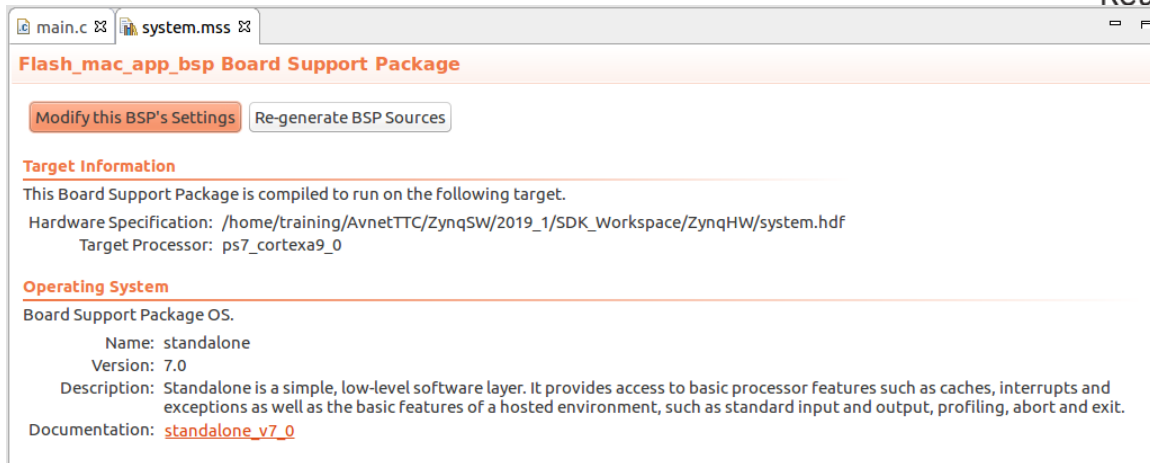 main.c
system.mss
Flash_mac_app_bsp Board Support Package
Modify this BSP's Settings
Re-generate BSP Sources
Target Information
This Board Support Package is compiled to run on the following target.
Hardware Specification: /home/training/AvnetTTC/ZynqSW/2019_1/SDK_Workspace/ZynqHW/system.hdf
Target Processor: ps7_cortexa9_0
Operating System
Board Support Package OS.
Name: standalone
Version: 7.0
Description: Standalone is a simple, low-level software layer. It provides access to basic processor features such as caches, interrupts and
exceptions as well as the basic features of a hosted environment, such as standard input and output, profiling, abort and exit.
Documentation: standalone_v7_0